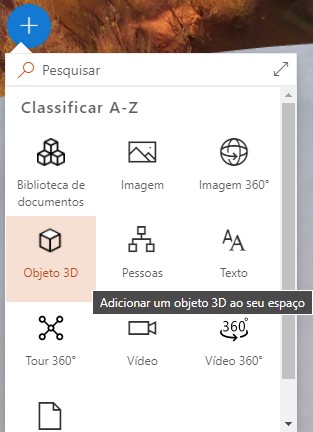 Pesquisar
Classificar A-Z
Biblioteca de
documentos
Imagem
Imagem 360°
Objeto 3D
Pessoas
Texto
Adicionar um objeto 3D ao seu espaço
Tour 360°
Vídeo
360°
Vídeo 360°